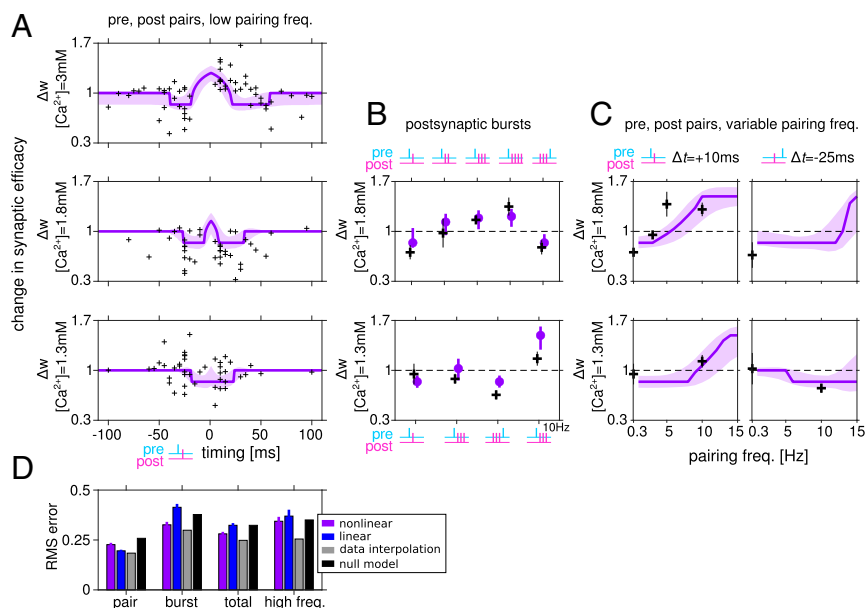 A
pre, post pairs, low pairing freq.
change in synaptic efficacy
Δw
[Ca²⁺]=3mM
1.7
1
0.3
Δw
[Ca²⁺]=1.8mM
1.7
1
0.3
Δw
[Ca²⁺]=1.3mM
1.7
1
0.3
-100 -50 0 50 100
timing [ms]
pre
post
B
postsynaptic bursts
pre
post
Δw
[Ca²⁺]=1.8mM
1.7
1
0.3
Δw
[Ca²⁺]=1.3mM
1.7
1
0.3
10Hz
pre
post
C
pre, post pairs, variable pairing freq.
pre
post
Δt=+10ms
Δt=-25ms
Δw
[Ca²⁺]=1.8mM
1.7
1
0.3
Δw
[Ca²⁺]=1.3mM
1.7
1
0.3
0.3 5 10 15
0.3 5 10 15
pairing freq. [Hz]
D
RMS error
0.5
0.25
0
pair burst total high freq.
nonlinear
linear
data interpolation
null model